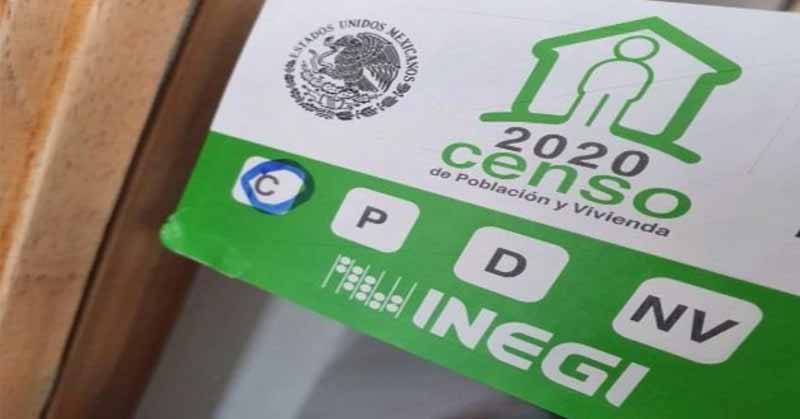 ESTADOS UNIDOS MEXICANOS
2020
censo
de Población y Vivienda
C
P
D
NV
INEGI